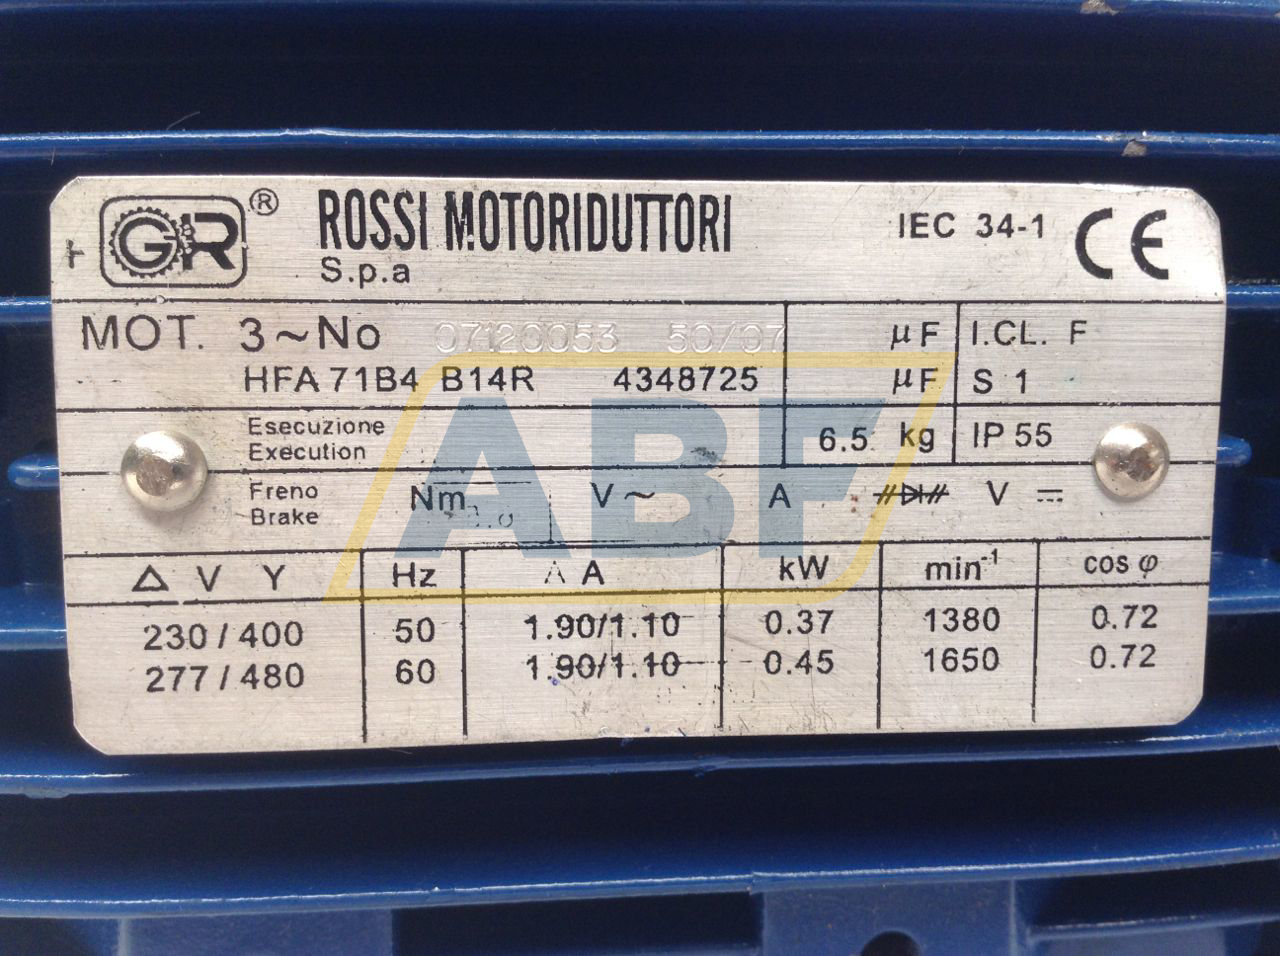 GR ® ROSSI MOTORIDUTTORI IEC 34-1 CE
S.p.a
MOT. 3~No 07120053 50/07 µF I.CL. F
HFA 71B4 B14R 4348725 µF S 1
Esecuzione
Execution 6.5 kg IP 55
Freno
Brake Nm V~ A V ⎓
Δ V Y Hz A kW min⁻¹ cos φ
230/400 50 1.90/1.10 0.37 1380 0.72
277/480 60 1.90/1.10 0.45 1650 0.72
ABF